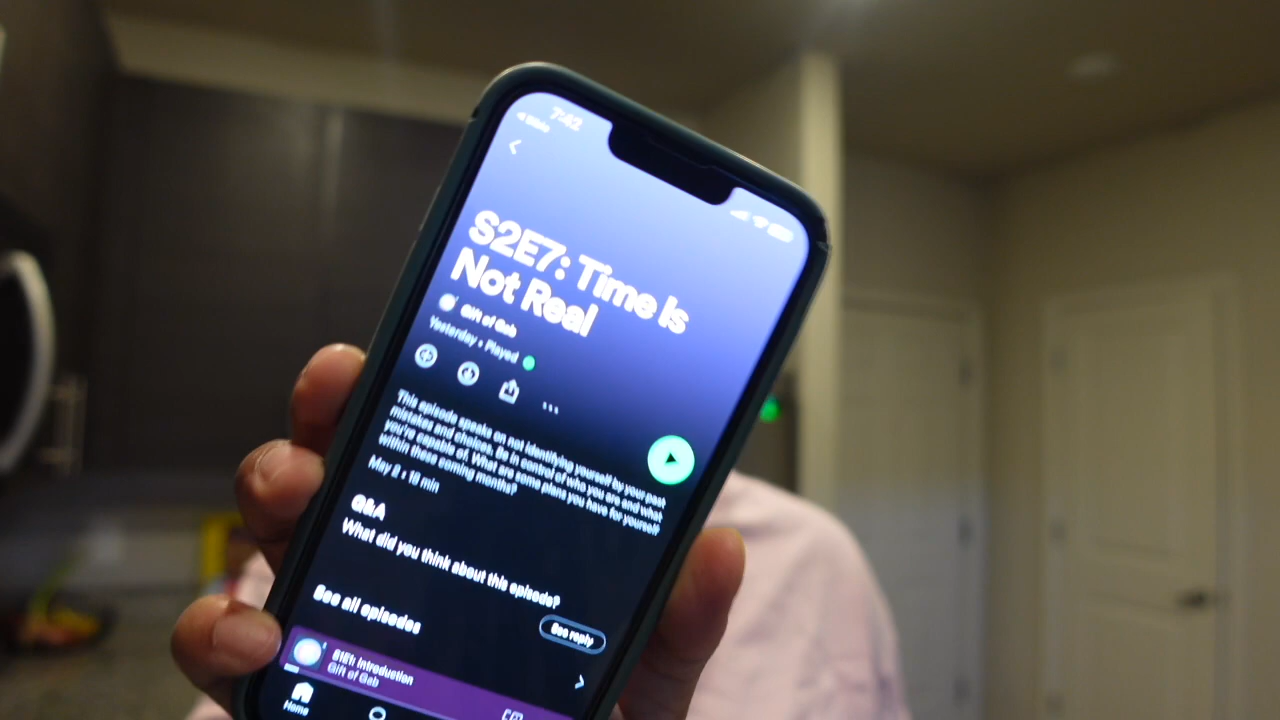 7:42
S2E7: Time Is
Not Real
Gift of Gab
Yesterday • Played
This episode speaks on not identifying yourself by your past
mistakes and choices. Be in control of who you are and what
you're capable of. What are some plans you have for yourself
within these coming months?
May 2 • 18 min
Q&A
What did you think about this episode?
See reply
See all episodes
S1E1: Introduction
Gift of Gab
Home